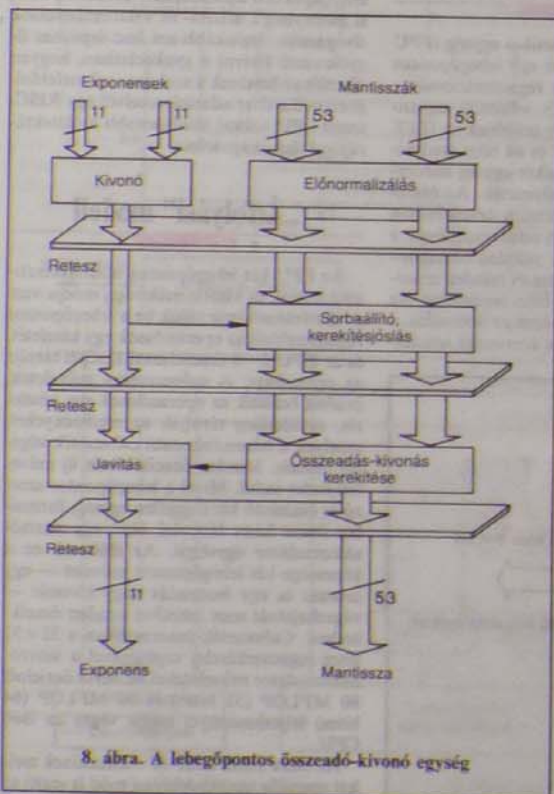 Exponensek
Mantisszák
11
11
53
53
Kivonó
Előnormalizálás
Retesz
Sorbaállító,
kerekítésjóslás
Retesz
Javítás
Összeadás-kivonás
kerekítése
Retesz
11
53
Exponens
Mantissza
8. ábra. A lebegőpontos összeadó-kivonó egység